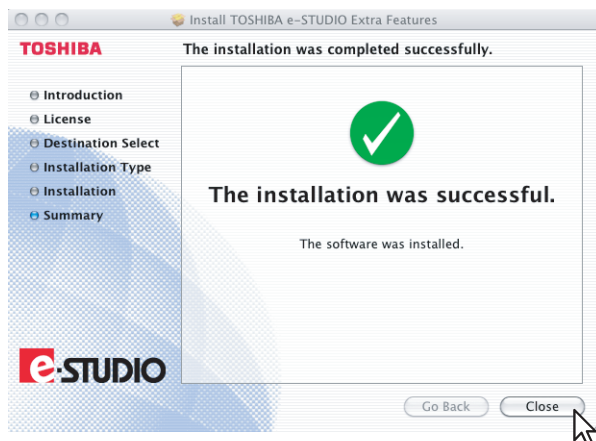 Install TOSHIBA e-STUDIO Extra Features
TOSHIBA
The installation was completed successfully.
Introduction
License
Destination Select
Installation Type
Installation
Summary
The installation was successful.
The software was installed.
e-STUDIO
Go Back
Close